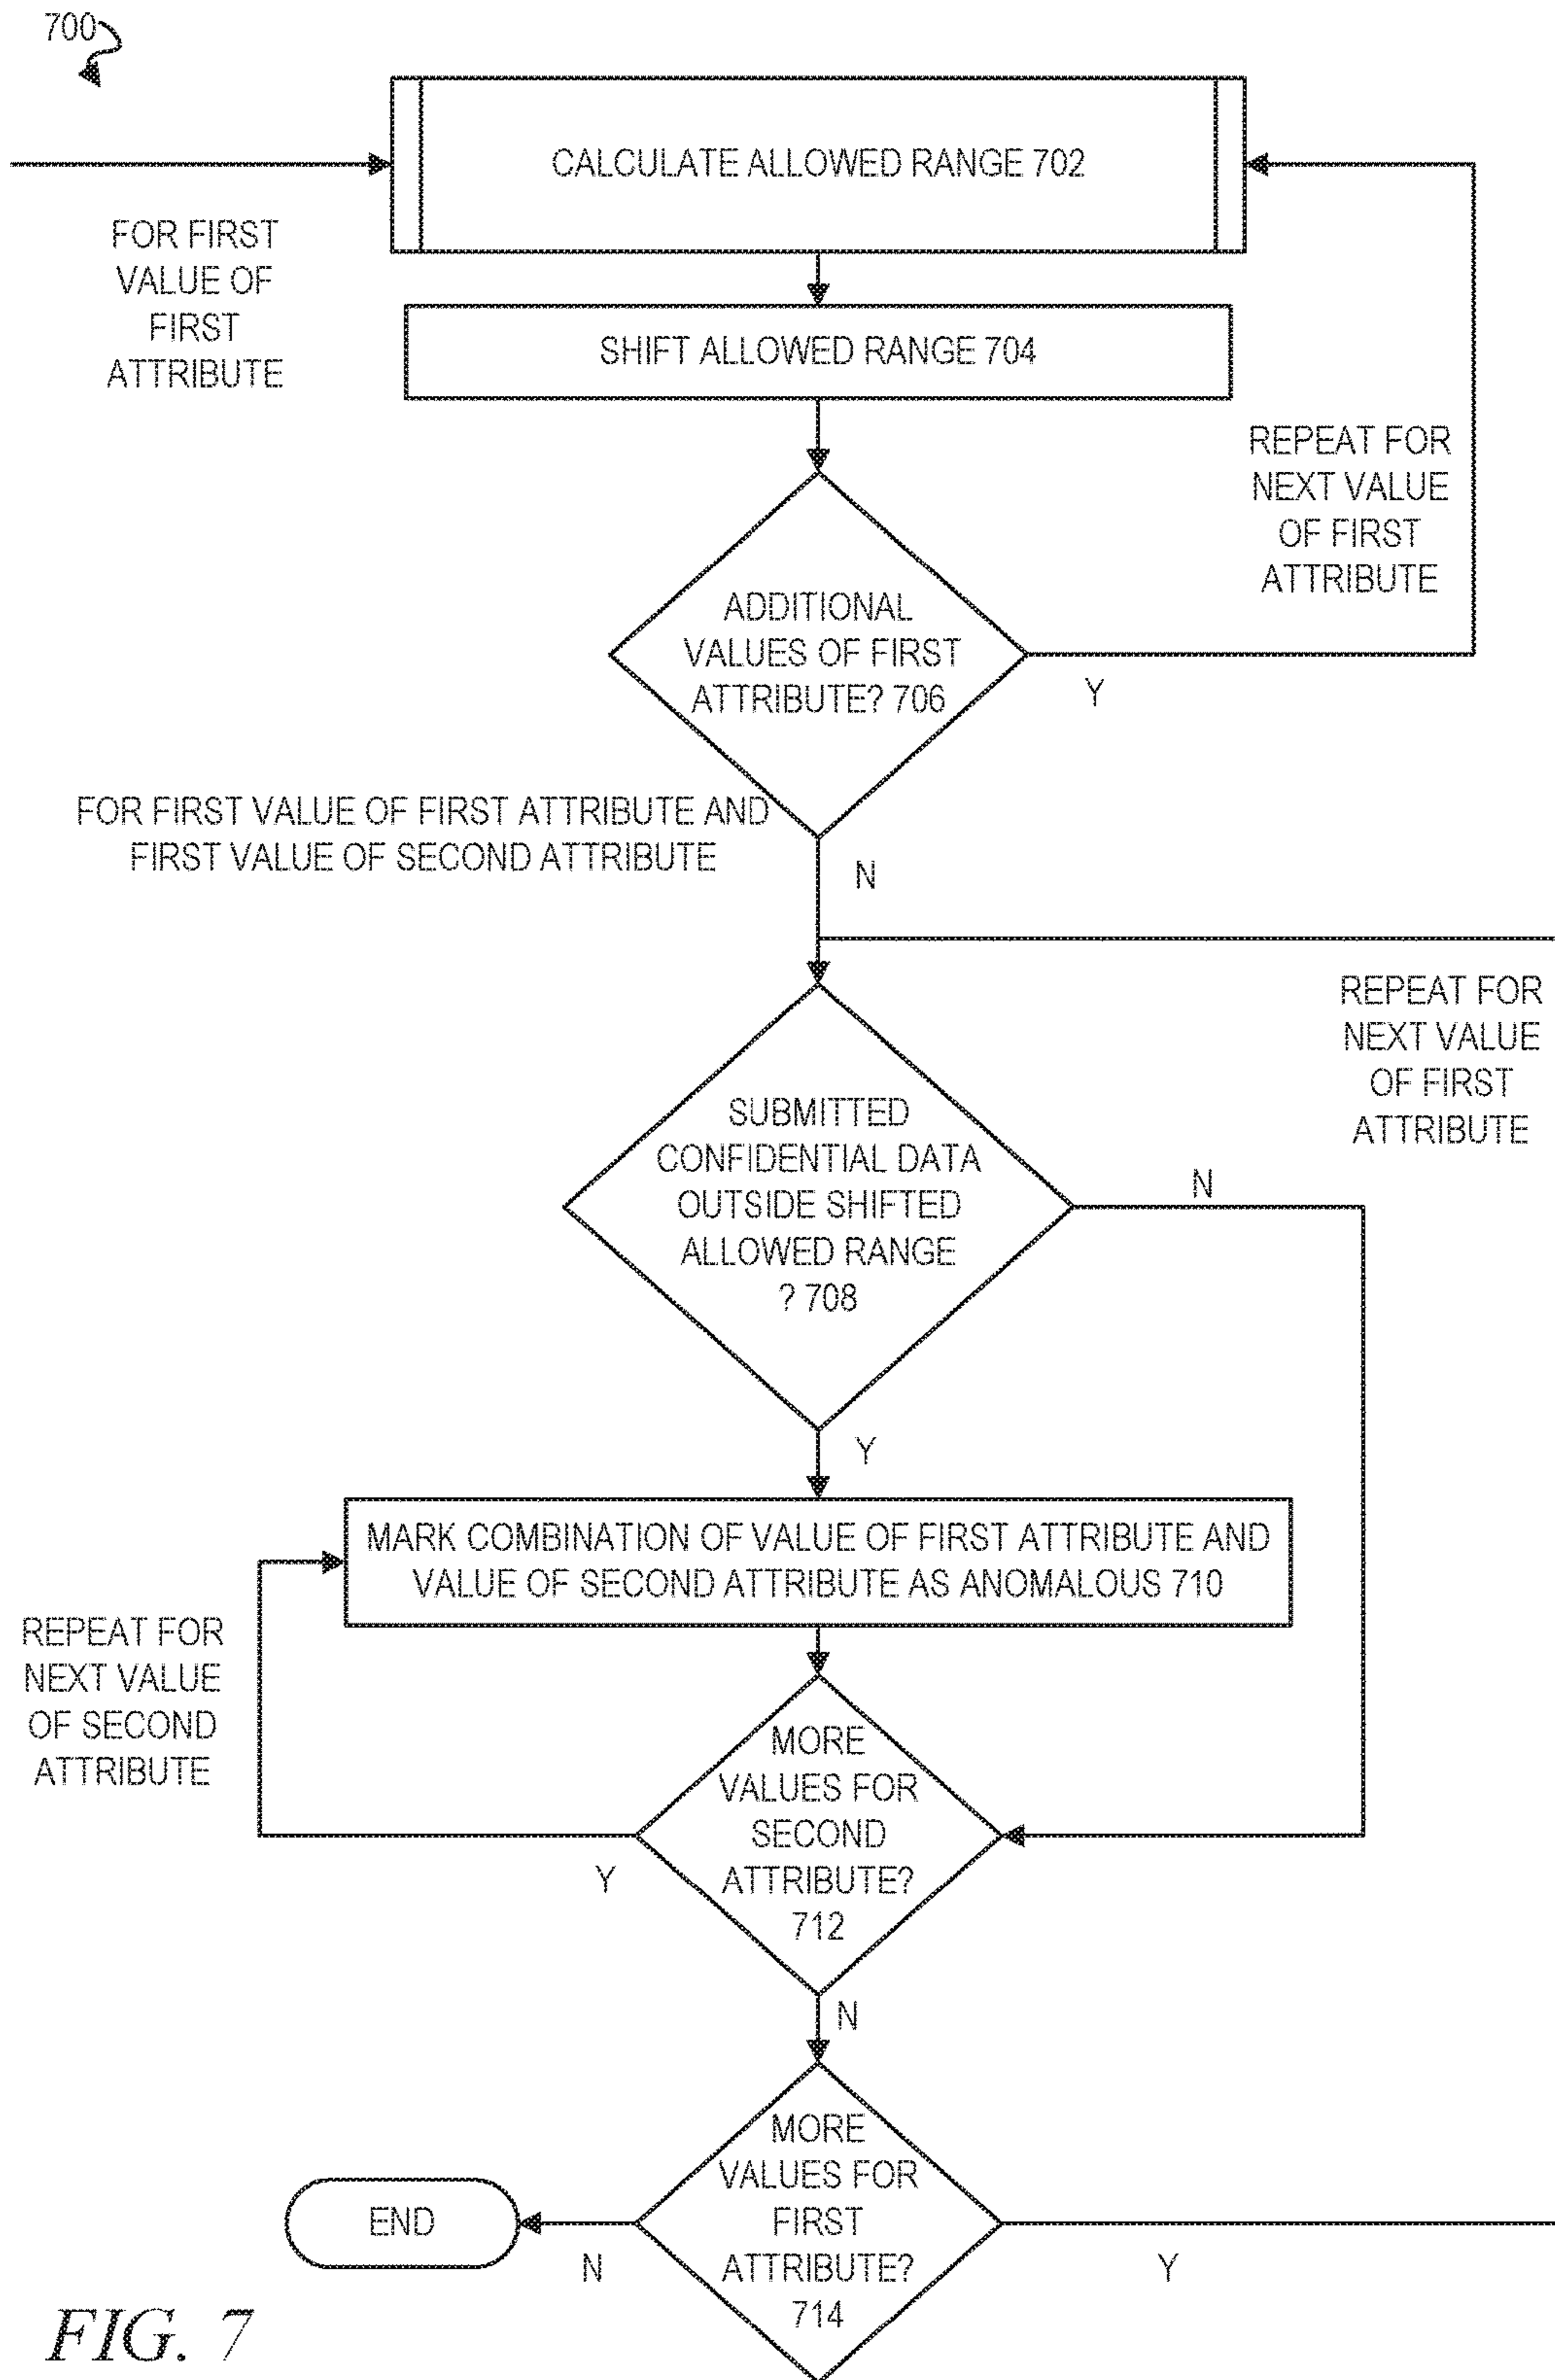 700
CALCULATE ALLOWED RANGE 702
FOR FIRST
VALUE OF
FIRST
ATTRIBUTE
SHIFT ALLOWED RANGE 704
REPEAT FOR
NEXT VALUE
OF FIRST
ATTRIBUTE
ADDITIONAL
VALUES OF FIRST
ATTRIBUTE? 706
Y
FOR FIRST VALUE OF FIRST ATTRIBUTE AND
FIRST VALUE OF SECOND ATTRIBUTE
N
REPEAT FOR
NEXT VALUE
OF FIRST
ATTRIBUTE
SUBMITTED
CONFIDENTIAL DATA
OUTSIDE SHIFTED
ALLOWED RANGE
? 708
N
Y
MARK COMBINATION OF VALUE OF FIRST ATTRIBUTE AND
VALUE OF SECOND ATTRIBUTE AS ANOMALOUS 710
REPEAT FOR
NEXT VALUE
OF SECOND
ATTRIBUTE
MORE
VALUES FOR
SECOND
ATTRIBUTE?
712
Y
N
MORE
VALUES FOR
FIRST
ATTRIBUTE?
714
END
N
Y
FIG. 7